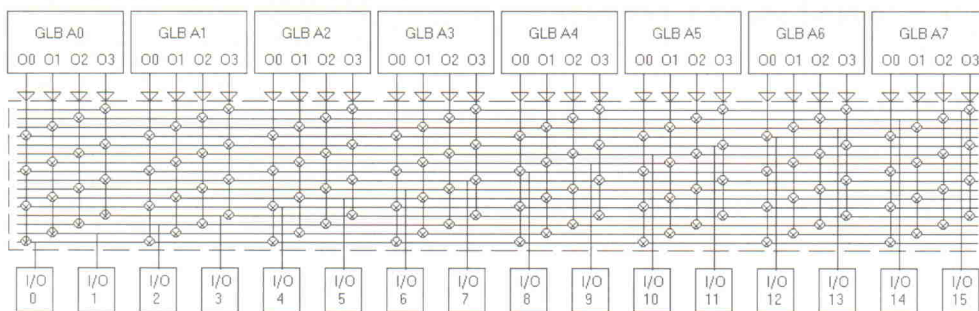 GLB A0 GLB A1 GLB A2 GLB A3 GLB A4 GLB A5 GLB A6 GLB A7
O0 O1 O2 O3 O0 O1 O2 O3 O0 O1 O2 O3 O0 O1 O2 O3 O0 O1 O2 O3 O0 O1 O2 O3 O0 O1 O2 O3 O0 O1 O2 O3
I/O I/O I/O I/O I/O I/O I/O I/O I/O I/O I/O I/O I/O I/O I/O I/O
0 1 2 3 4 5 6 7 8 9 10 11 12 13 14 15